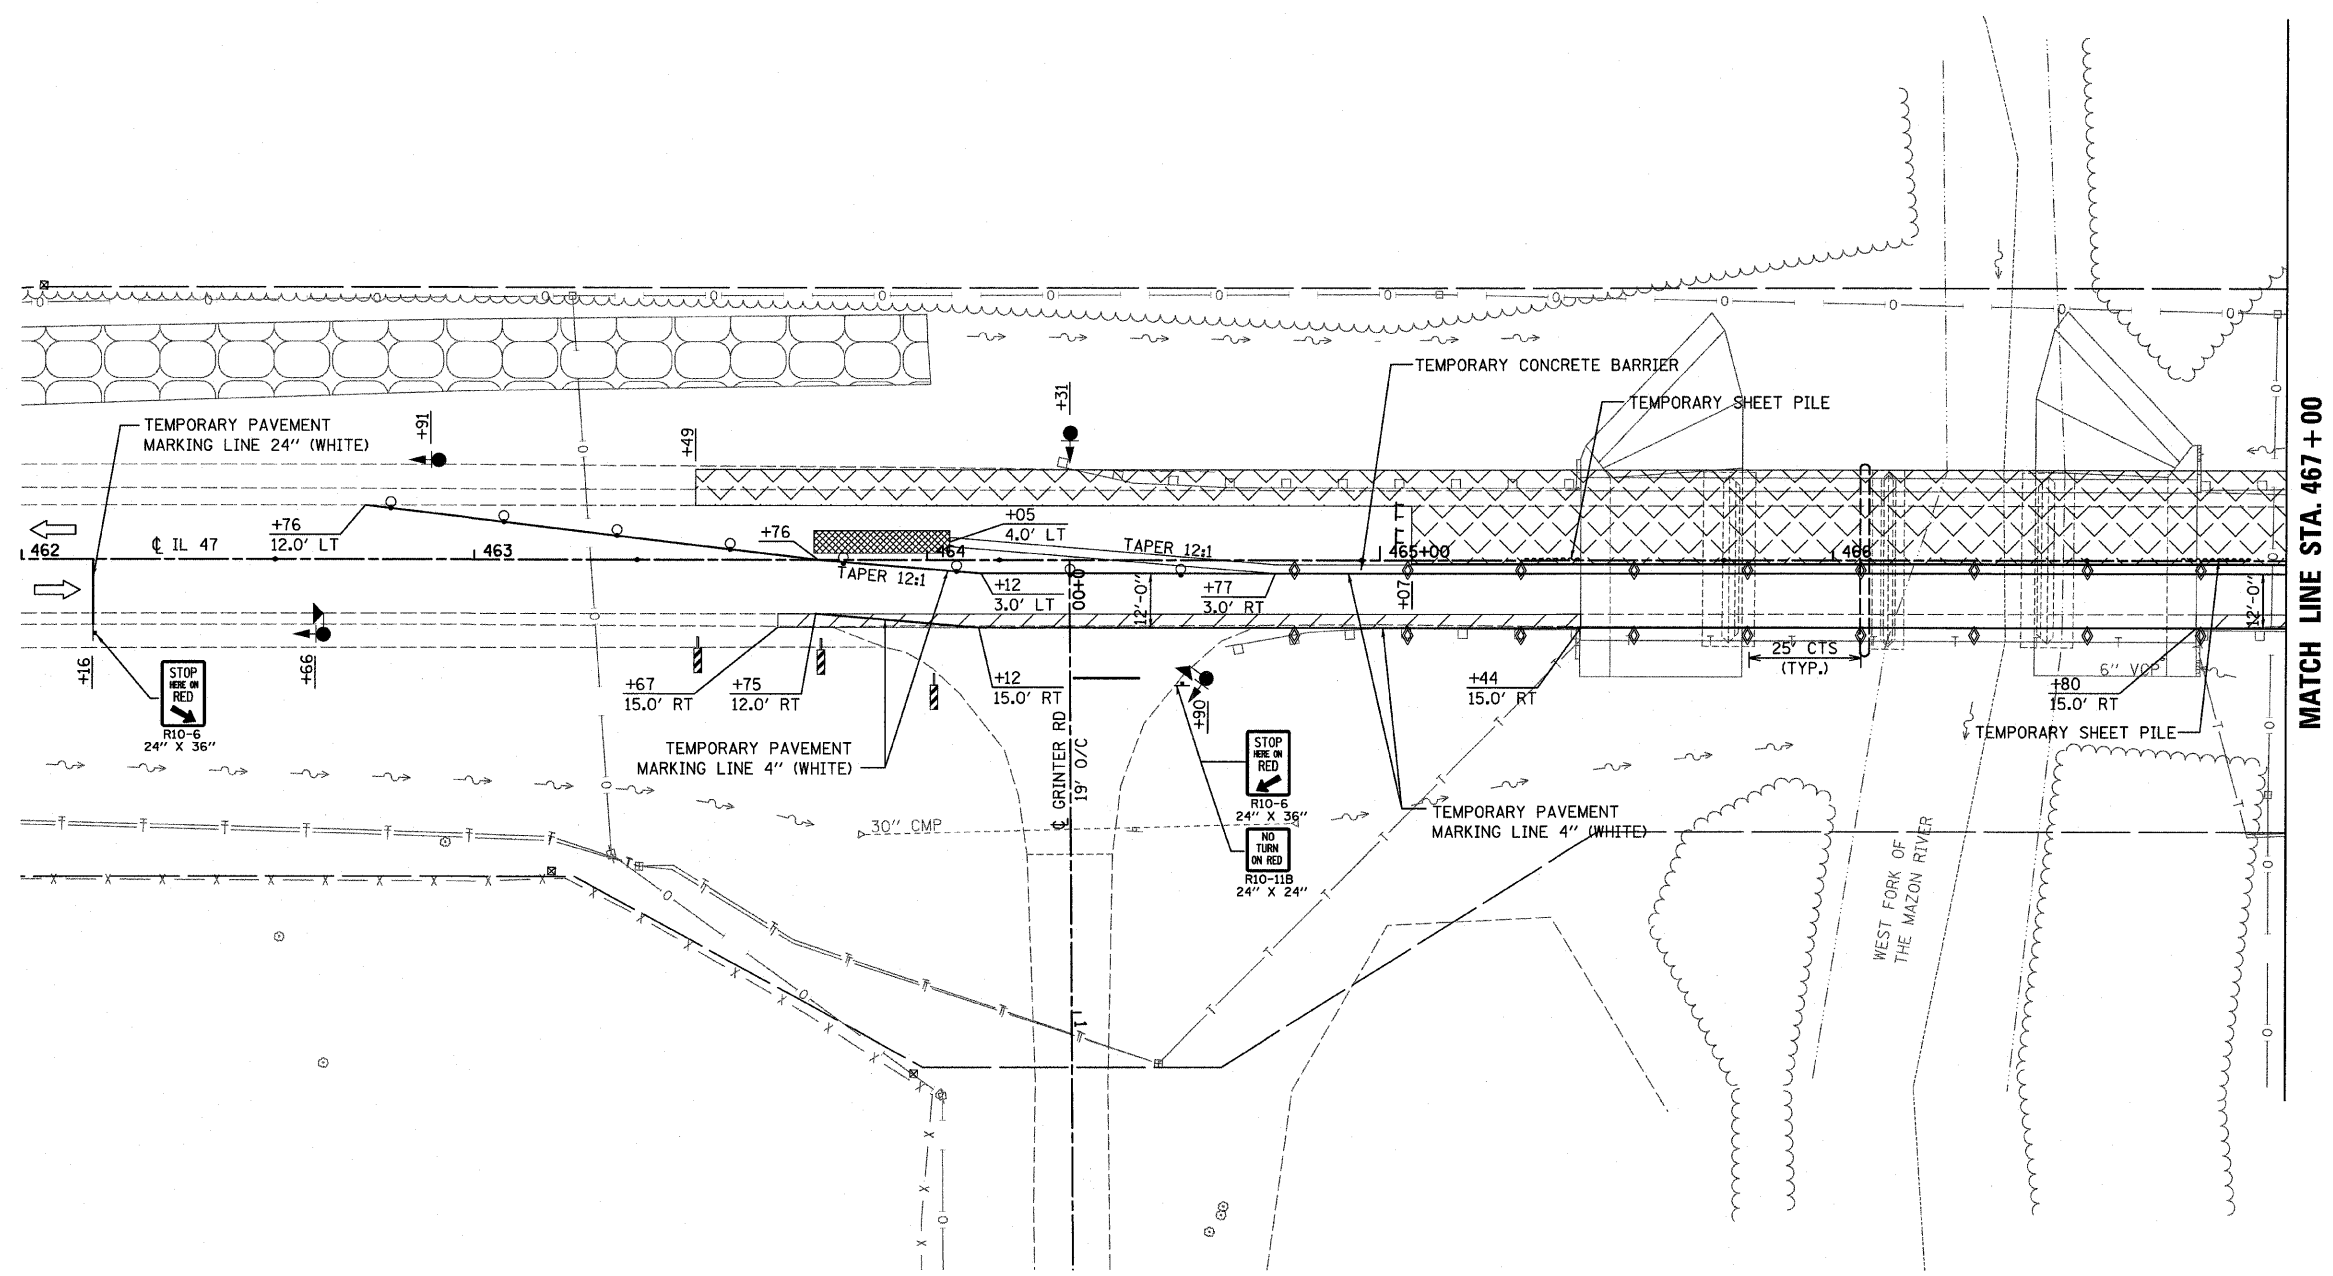 TEMPORARY CONCRETE BARRIER
TEMPORARY SHEET PILE
+31
+91
+49
TEMPORARY PAVEMENT
MARKING LINE 24" (WHITE)
+76
12.0' LT
+76
+05
4.0' LT
462
℄ IL 47
463
464
TAPER 12:1
465+00
466
TAPER 12:1
+12
3.0' LT
00+0
12'-0"
+77
3.0' RT
+07
12'-0"
MATCH LINE STA. 467+00
+16
+66
STOP
HERE ON
RED
R10-6
24" X 36"
+67
15.0' RT
+75
12.0' RT
+12
15.0' RT
+90
+44
15.0' RT
25' CTS
(TYP.)
6" VCP
+80
15.0' RT
TEMPORARY SHEET PILE
TEMPORARY PAVEMENT
MARKING LINE 4" (WHITE)
℄ GRINTER RD
19' O/C
STOP
HERE ON
RED
R10-6
24" X 36"
NO
TURN
ON RED
R10-11B
24" X 24"
30" CMP
TEMPORARY PAVEMENT
MARKING LINE 4" (WHITE)
WEST FORK OF
THE MAZON RIVER
1